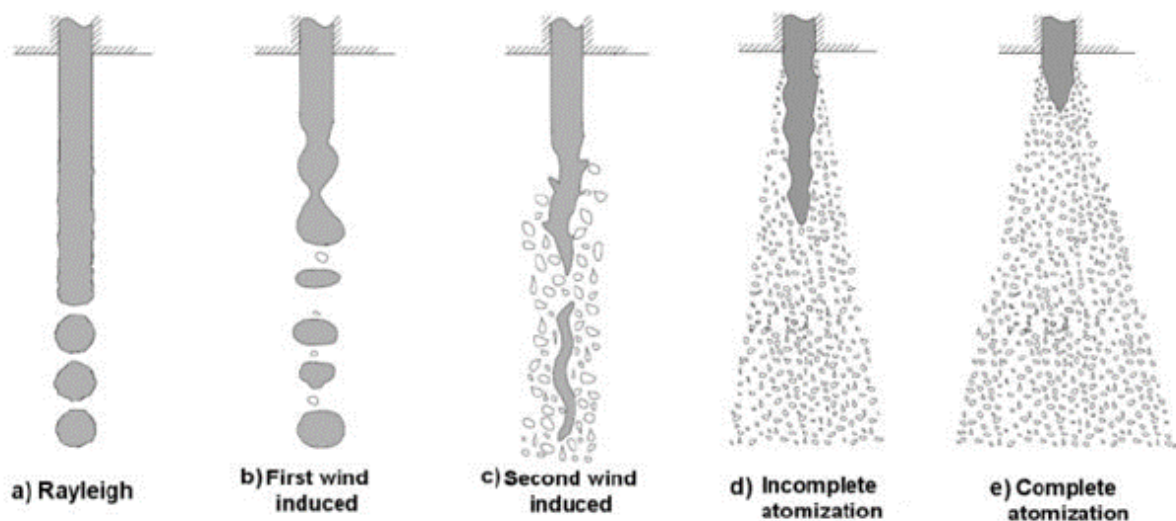 a) Rayleigh
b) First wind
induced
c) Second wind
induced
d) Incomplete
atomization
e) Complete
atomization